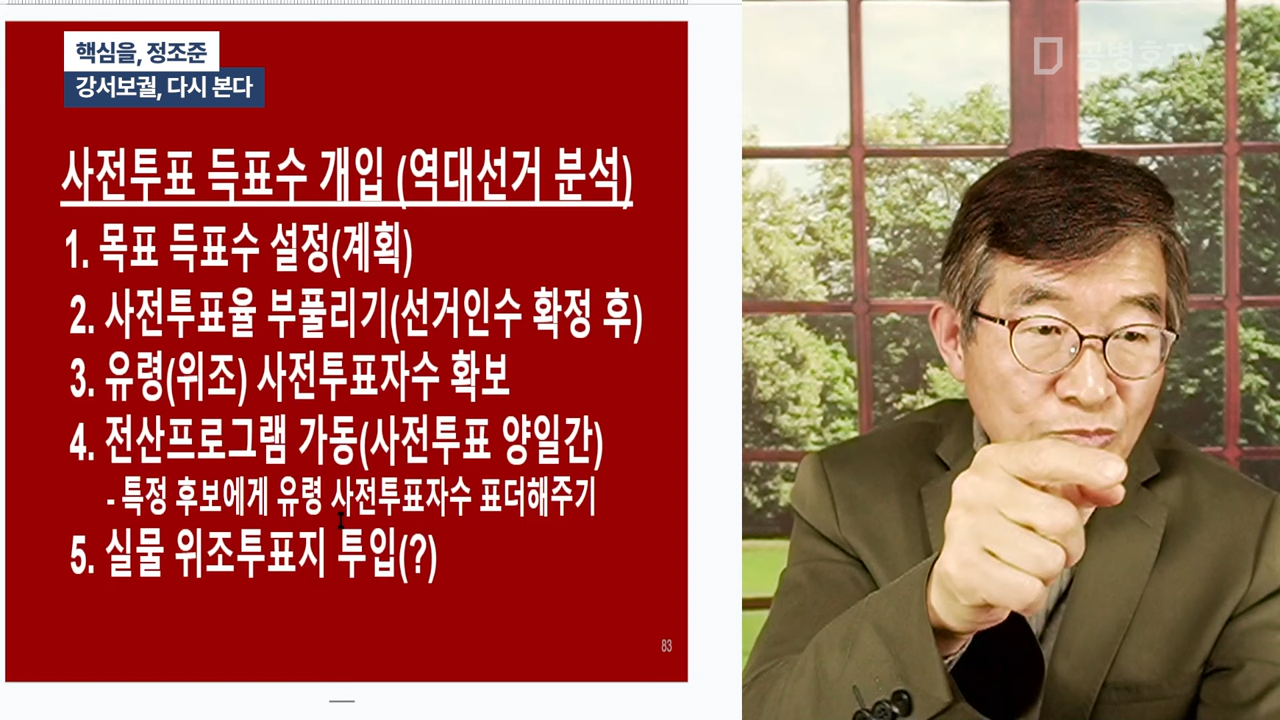 핵심을, 정조준
강서보궐, 다시 본다
사전투표 득표수 개입 (역대선거 분석)
1. 목표 득표수 설정(계획)
2. 사전투표율 부풀리기(선거인수 확정 후)
3. 유령(위조) 사전투표자수 확보
4. 전산프로그램 가동(사전투표 양일간)
- 특정 후보에게 유령 사전투표자수 표더해주기
5. 실물 위조투표지 투입(?)
83
공병호TV